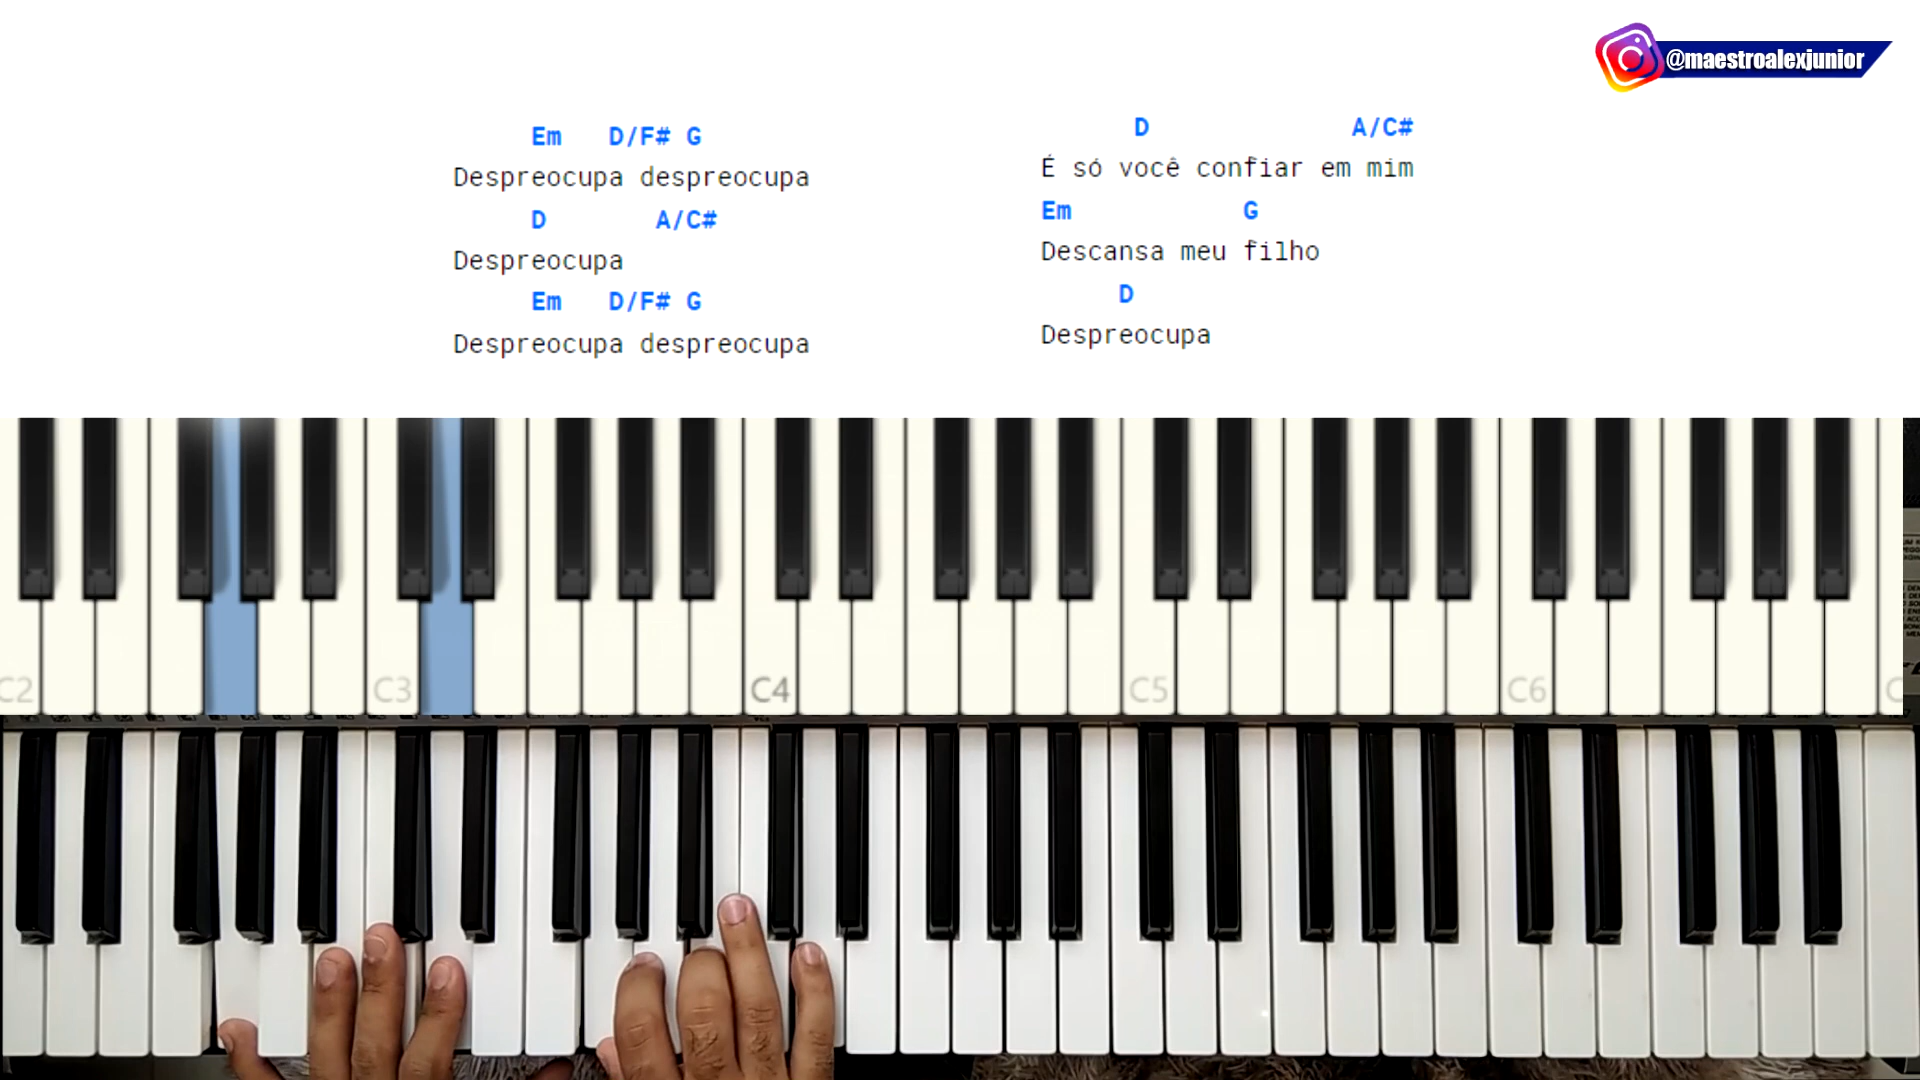 @maestroalexjunior
Em D/F# G
Despreocupa despreocupa
D A/C#
Despreocupa
Em D/F# G
Despreocupa despreocupa
D A/C#
É só você confiar em mim
Em G
Descansa meu filho
D
Despreocupa
C2 C3 C4 C5 C6